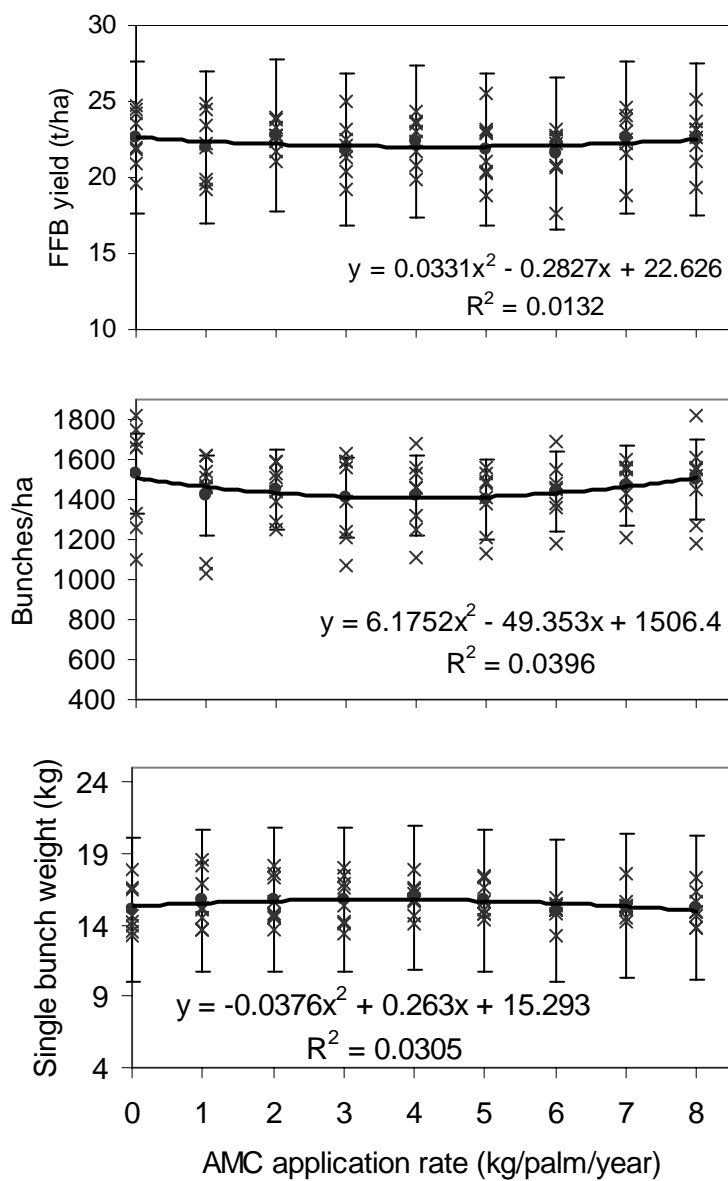 30
25
20
15
10
FFB yield (t/ha)
y = 0.0331x² - 0.2827x + 22.626
R² = 0.0132
1800
1600
1400
1200
1000
800
600
400
Bunches/ha
y = 6.1752x² - 49.353x + 1506.4
R² = 0.0396
24
19
14
9
4
Single bunch weight (kg)
y = -0.0376x² + 0.263x + 15.293
R² = 0.0305
0 1 2 3 4 5 6 7 8
AMC application rate (kg/palm/year)